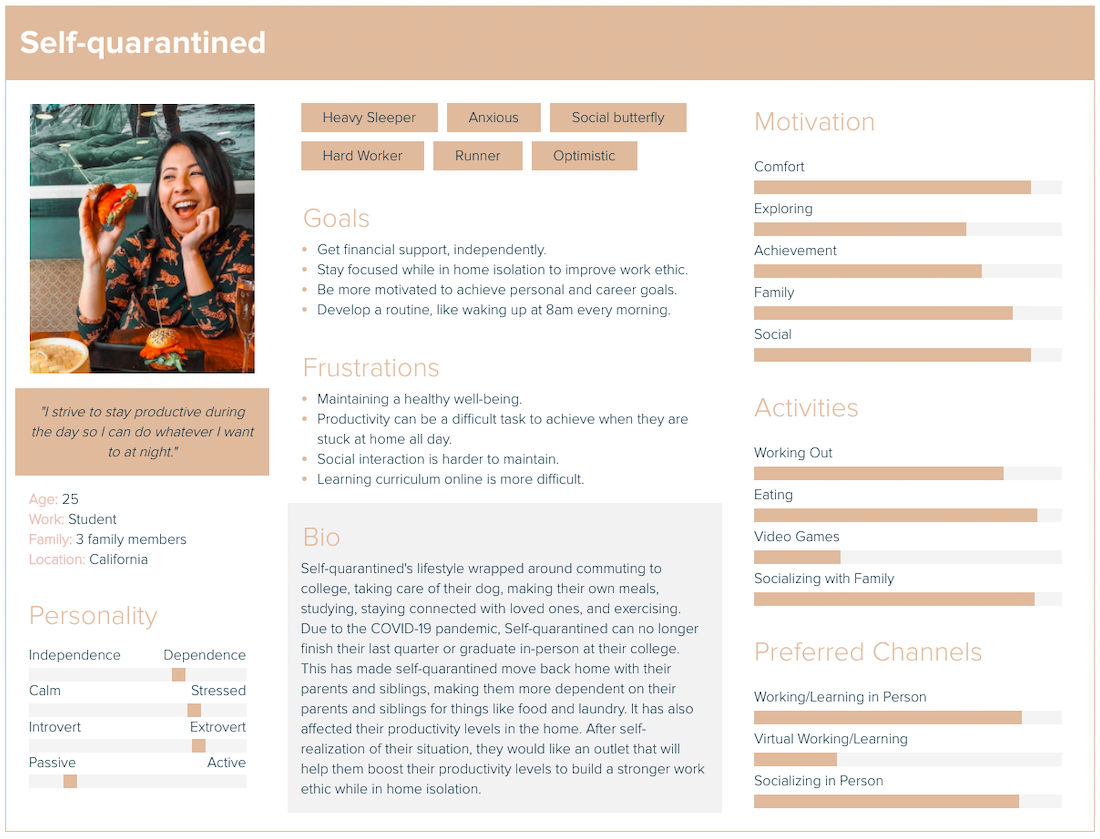 Self-quarantined
"I strive to stay productive during
the day so I can do whatever I want
to at night."
Age: 25
Work: Student
Family: 3 family members
Location: California
Personality
Independence Dependence
Calm Stressed
Introvert Extrovert
Passive Active
Heavy Sleeper Anxious Social butterfly
Hard Worker Runner Optimistic
Goals
• Get financial support, independently.
• Stay focused while in home isolation to improve work ethic.
• Be more motivated to achieve personal and career goals.
• Develop a routine, like waking up at 8am every morning.
Frustrations
• Maintaining a healthy well-being.
• Productivity can be a difficult task to achieve when they are
stuck at home all day.
• Social interaction is harder to maintain.
• Learning curriculum online is more difficult.
Bio
Self-quarantined's lifestyle wrapped around commuting to
college, taking care of their dog, making their own meals,
studying, staying connected with loved ones, and exercising.
Due to the COVID-19 pandemic, Self-quarantined can no longer
finish their last quarter or graduate in-person at their college.
This has made self-quarantined move back home with their
parents and siblings, making them more dependent on their
parents and siblings for things like food and laundry. It has also
affected their productivity levels in the home. After self-
realization of their situation, they would like an outlet that will
help them boost their productivity levels to build a stronger work
ethic while in home isolation.
Motivation
Comfort
Exploring
Achievement
Family
Social
Activities
Working Out
Eating
Video Games
Socializing with Family
Preferred Channels
Working/Learning in Person
Virtual Working/Learning
Socializing in Person